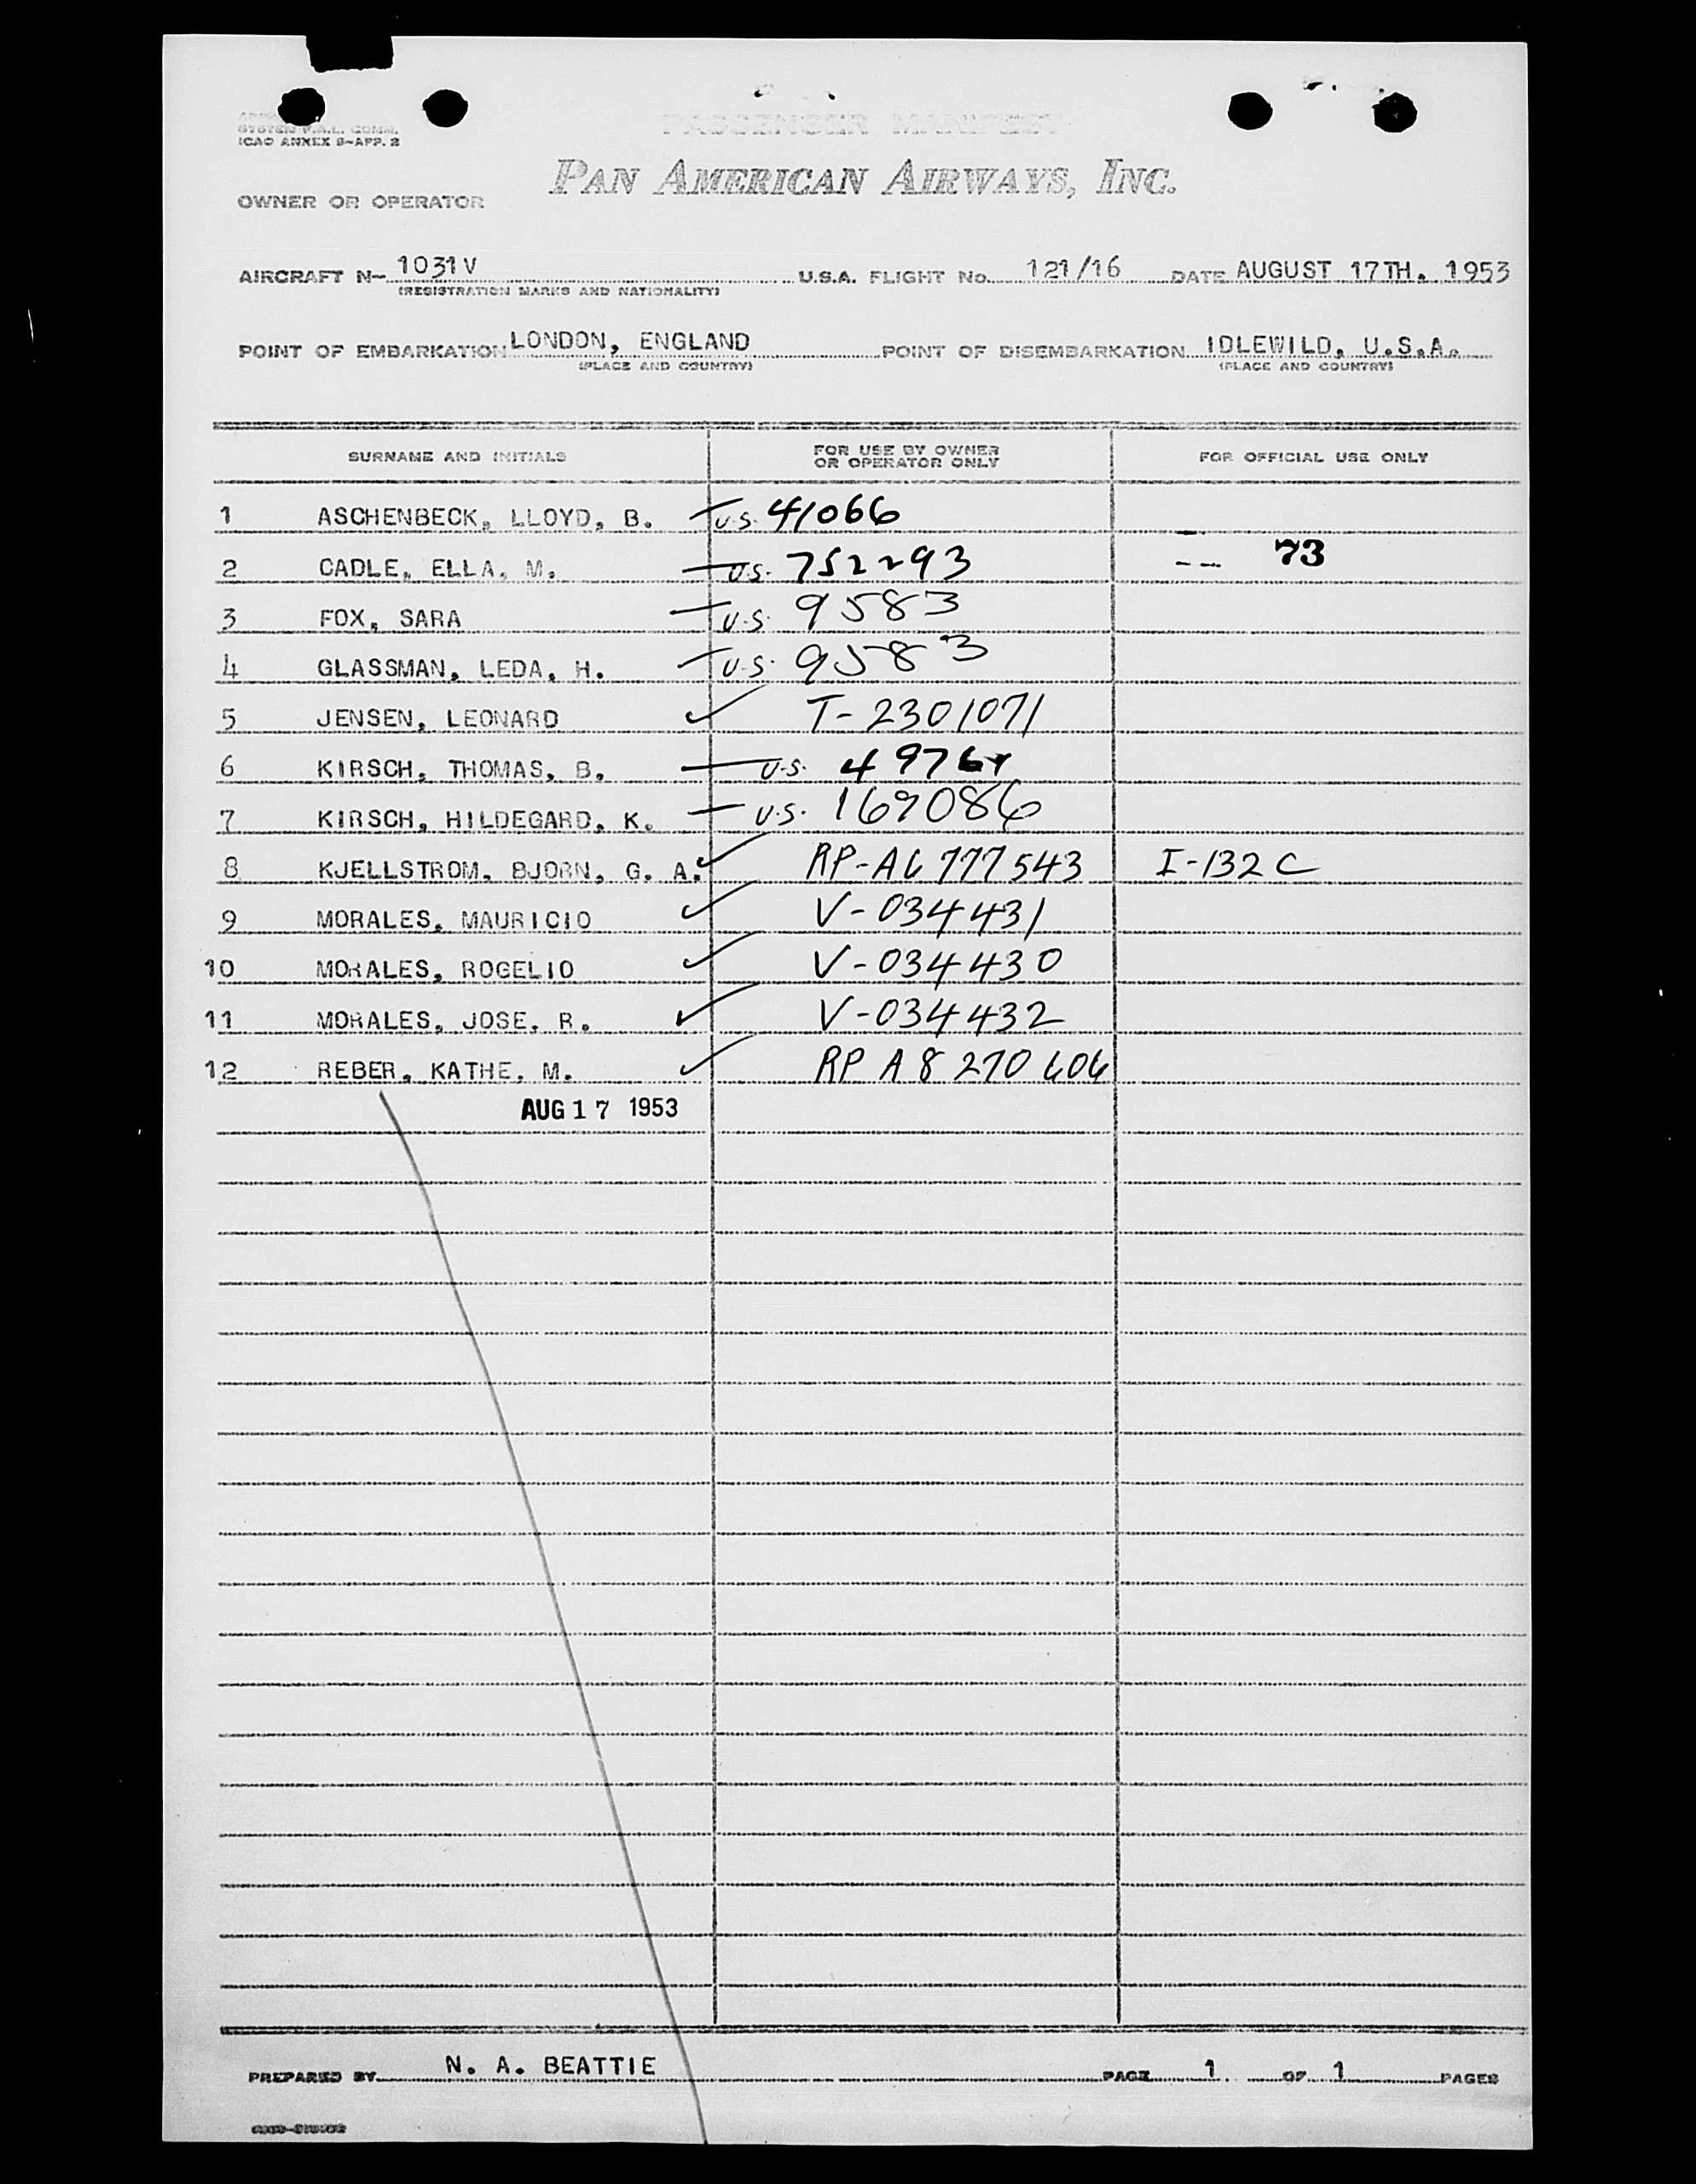 PASSENGER MANIFEST
SYSTEM F.A.L. COMM.
ICAO ANNEX 9-APP. 2
PAN AMERICAN AIRWAYS, INC.
OWNER OR OPERATOR
AIRCRAFT N- 1031V U.S.A. FLIGHT No. 121/16 DATE AUGUST 17TH. 1953
(REGISTRATION MARKS AND NATIONALITY)
POINT OF EMBARKATION LONDON, ENGLAND POINT OF DISEMBARKATION IDLEWILD, U.S.A.
(PLACE AND COUNTRY) (PLACE AND COUNTRY)
SURNAME AND INITIALS FOR USE BY OWNER OR OPERATOR ONLY FOR OFFICIAL USE ONLY
1 ASCHENBECK, LLOYD, B. U.S. 41066
2 CADLE, ELLA, M. U.S. 752293 -- 73
3 FOX, SARA U.S. 9583
4 GLASSMAN, LEDA, H. U.S. 9583
5 JENSEN, LEONARD T-2301071
6 KIRSCH, THOMAS, B. U.S.
7 KIRSCH, HILDEGARD, K. U.S. 169086
8 KJELLSTROM, BJORN, G. A. RP-A6777543 I-132C
9 MORALES, MAURICIO V-034431
10 MORALES, ROGELIO V-034430
11 MORALES, JOSE, R. V-034432
12 REBER, KATHE, M. RP A8 270 606
AUG 17 1953
PREPARED BY N. A. BEATTIE PAGE 1 OF 1 PAGES